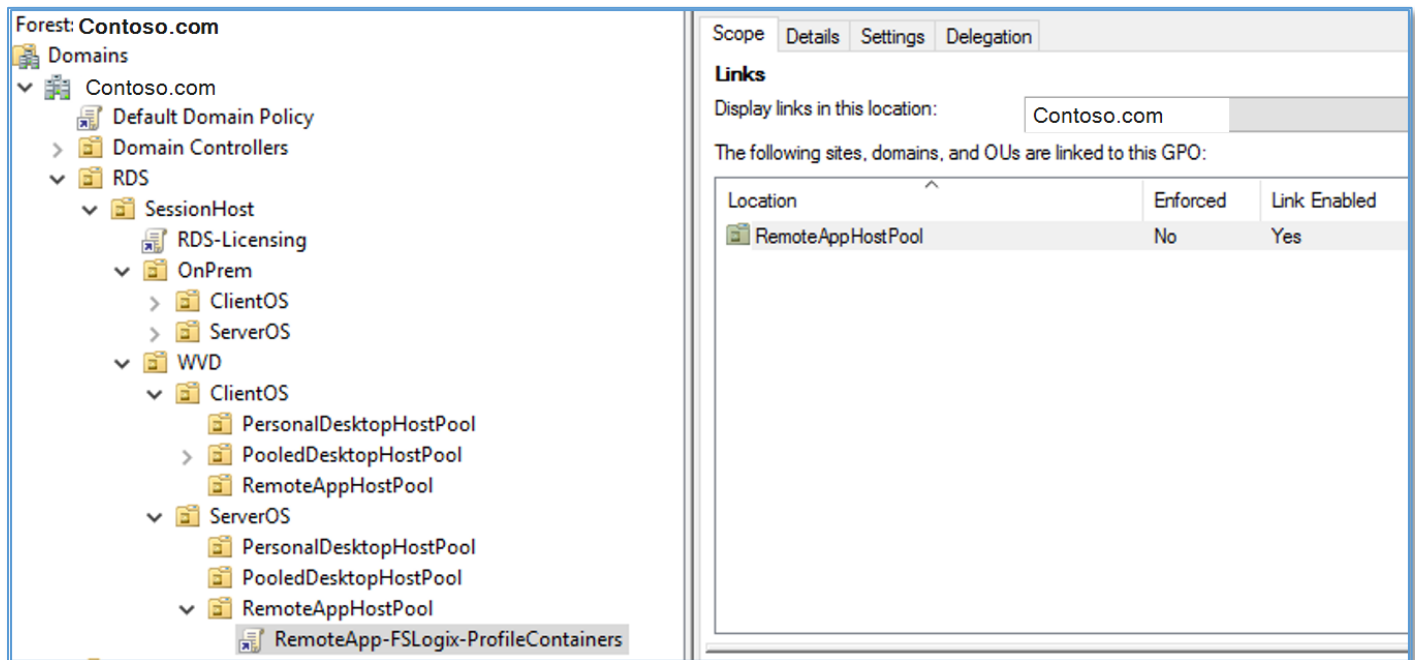 Forest: Contoso.com
Domains
Contoso.com
Default Domain Policy
Domain Controllers
RDS
SessionHost
RDS-Licensing
OnPrem
ClientOS
ServerOS
WVD
ClientOS
PersonalDesktopHostPool
PooledDesktopHostPool
RemoteAppHostPool
ServerOS
PersonalDesktopHostPool
PooledDesktopHostPool
RemoteAppHostPool
RemoteApp-FSLogix-ProfileContainers
Scope Details Settings Delegation
Links
Display links in this location: Contoso.com
The following sites, domains, and OUs are linked to this GPO:
Location Enforced Link Enabled
RemoteAppHostPool No Yes